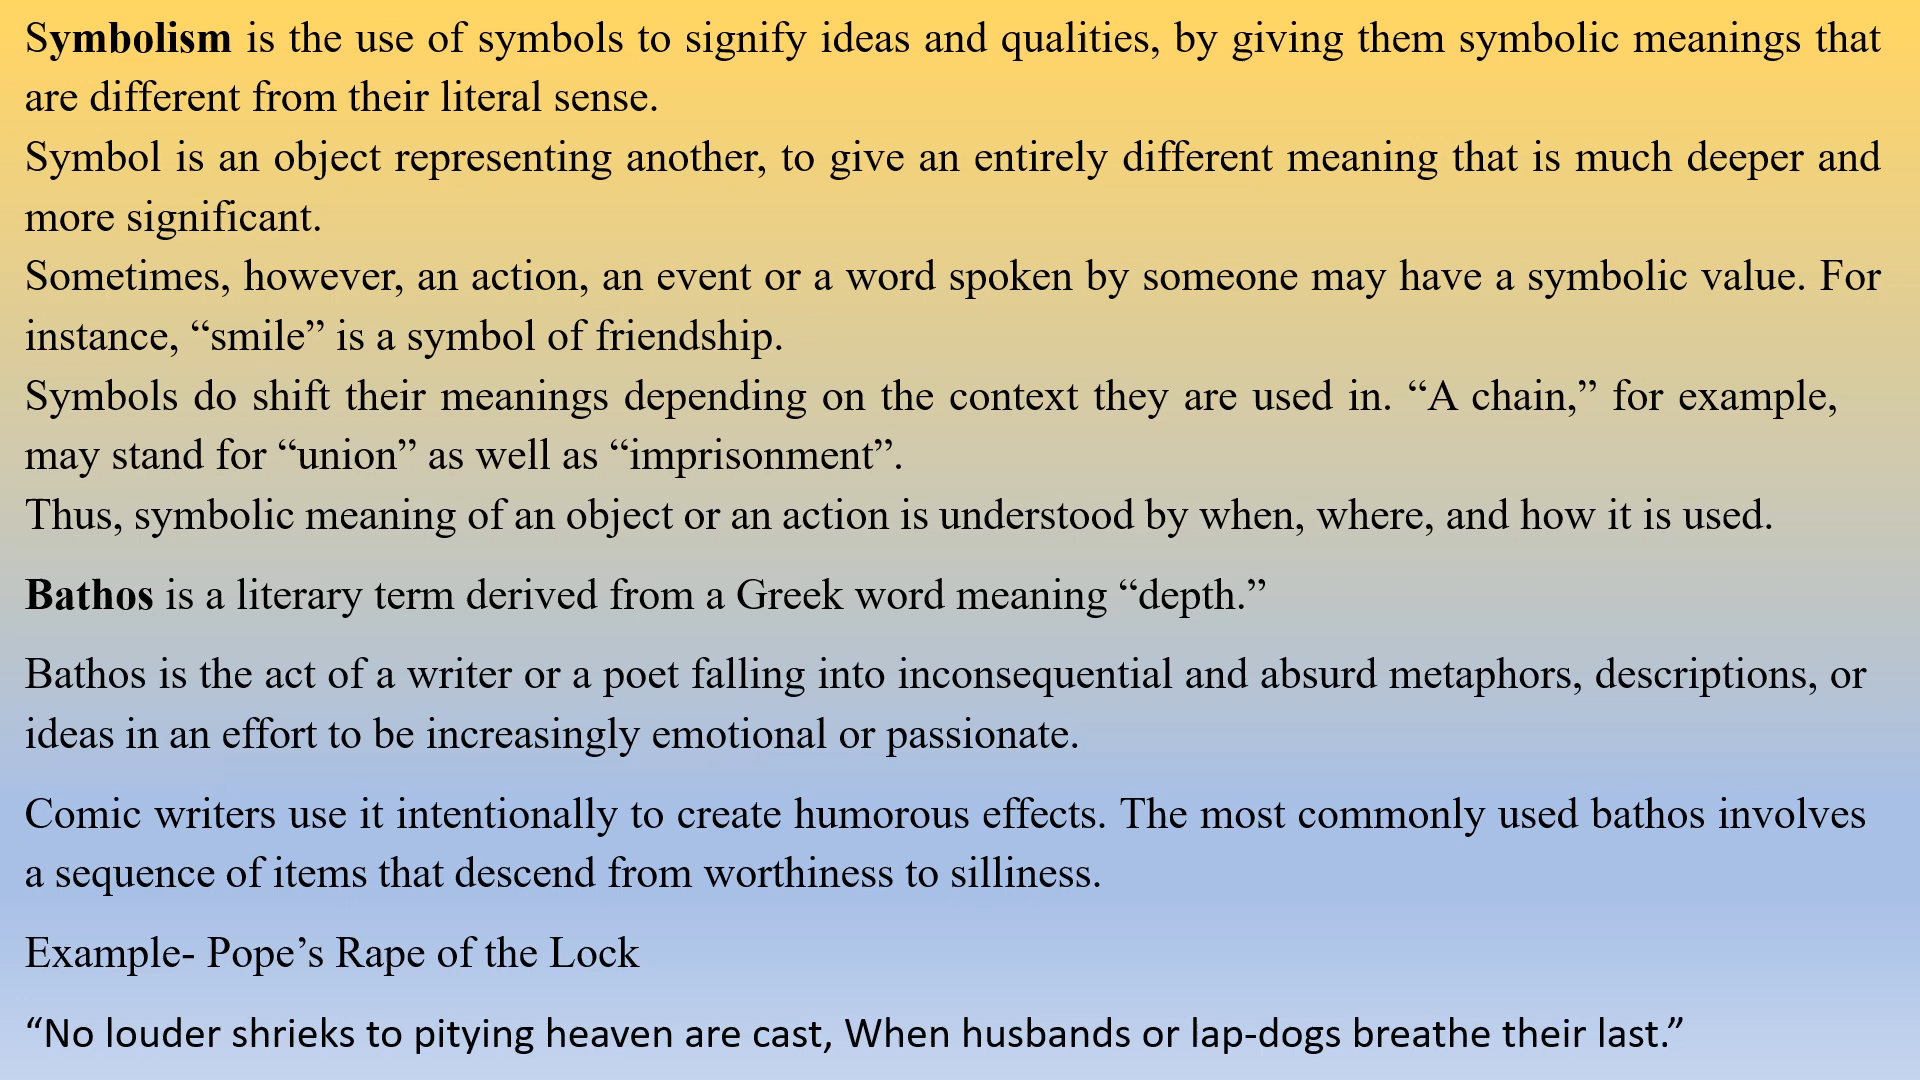 Symbolism is the use of symbols to signify ideas and qualities, by giving them symbolic meanings that
are different from their literal sense.
Symbol is an object representing another, to give an entirely different meaning that is much deeper and
more significant.
Sometimes, however, an action, an event or a word spoken by someone may have a symbolic value. For
instance, “smile” is a symbol of friendship.
Symbols do shift their meanings depending on the context they are used in. “A chain,” for example,
may stand for “union” as well as “imprisonment”.
Thus, symbolic meaning of an object or an action is understood by when, where, and how it is used.
Bathos is a literary term derived from a Greek word meaning “depth.”
Bathos is the act of a writer or a poet falling into inconsequential and absurd metaphors, descriptions, or
ideas in an effort to be increasingly emotional or passionate.
Comic writers use it intentionally to create humorous effects. The most commonly used bathos involves
a sequence of items that descend from worthiness to silliness.
Example- Pope’s Rape of the Lock
“No louder shrieks to pitying heaven are cast, When husbands or lap-dogs breathe their last.”